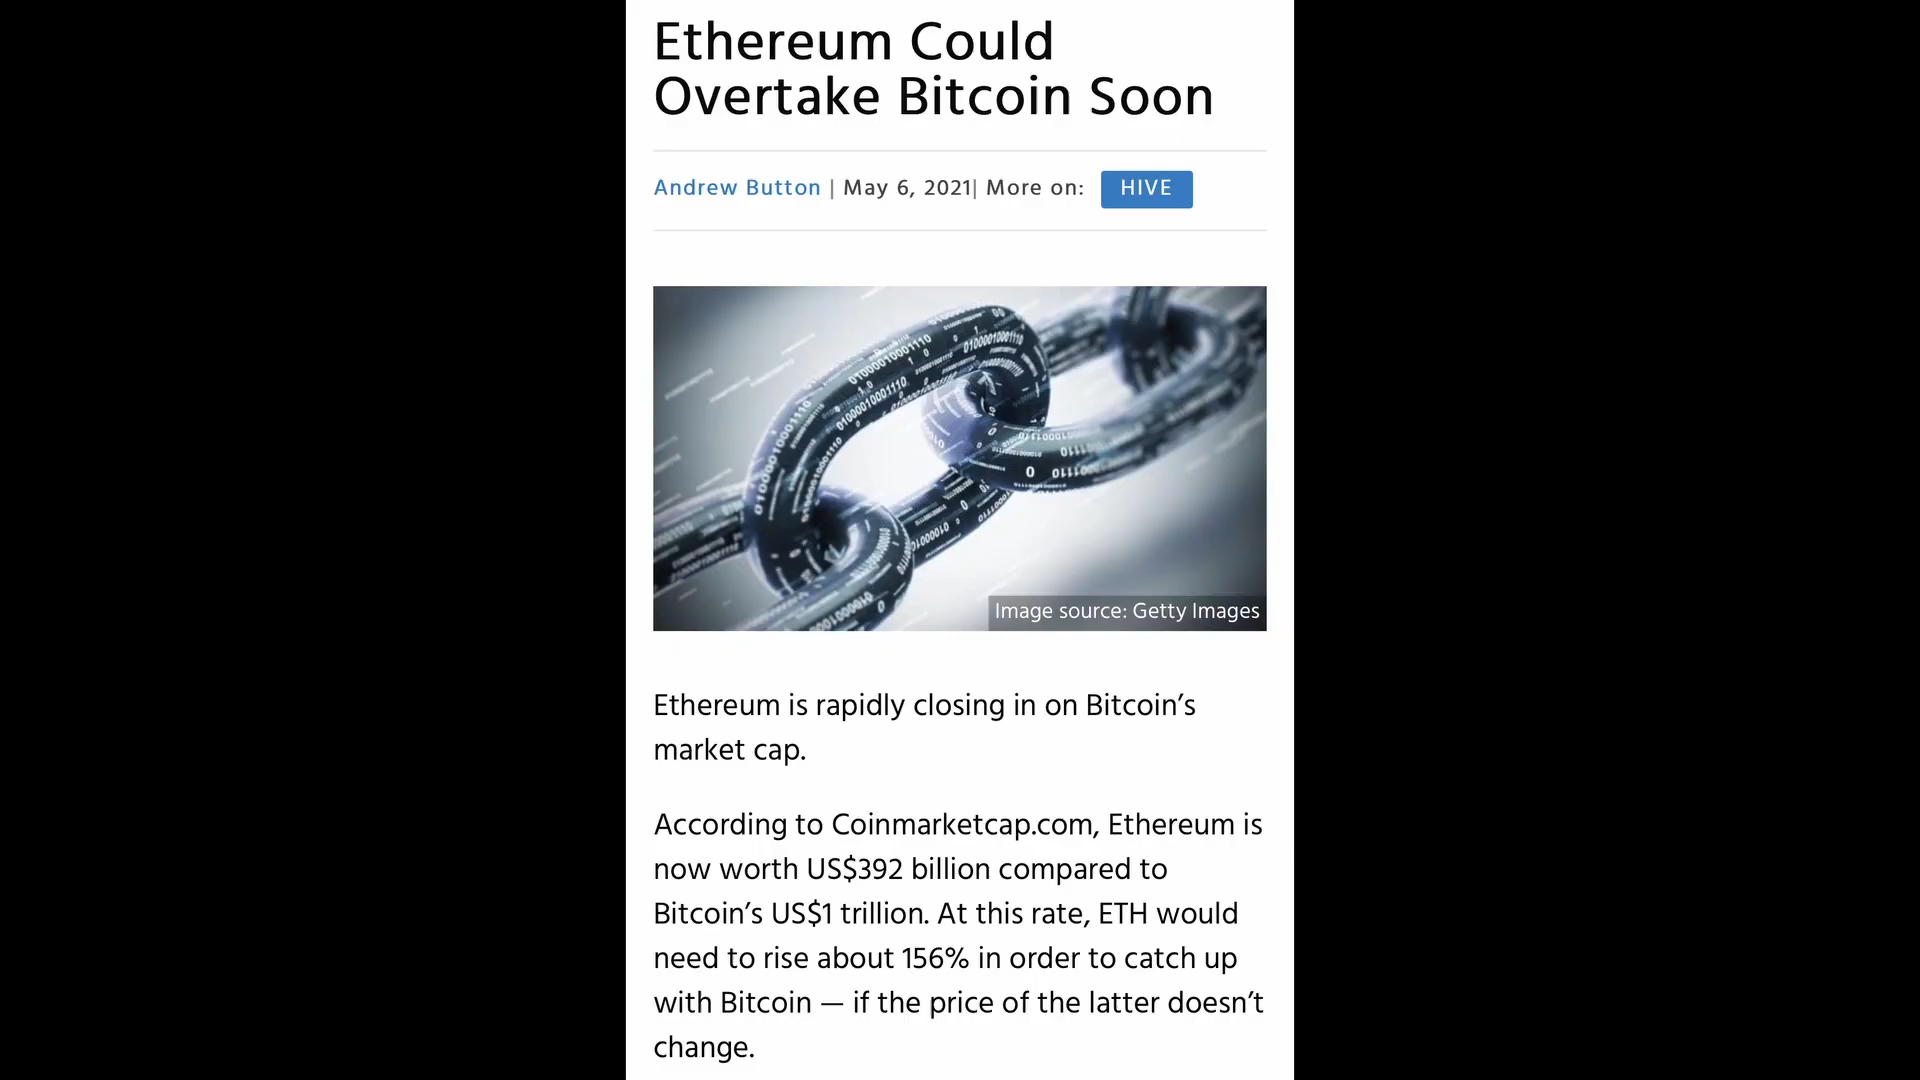 Ethereum Could
Overtake Bitcoin Soon
Andrew Button | May 6, 2021| More on: HIVE
Image source: Getty Images
Ethereum is rapidly closing in on Bitcoin’s
market cap.
According to Coinmarketcap.com, Ethereum is
now worth US$392 billion compared to
Bitcoin’s US$1 trillion. At this rate, ETH would
need to rise about 156% in order to catch up
with Bitcoin — if the price of the latter doesn’t
change.